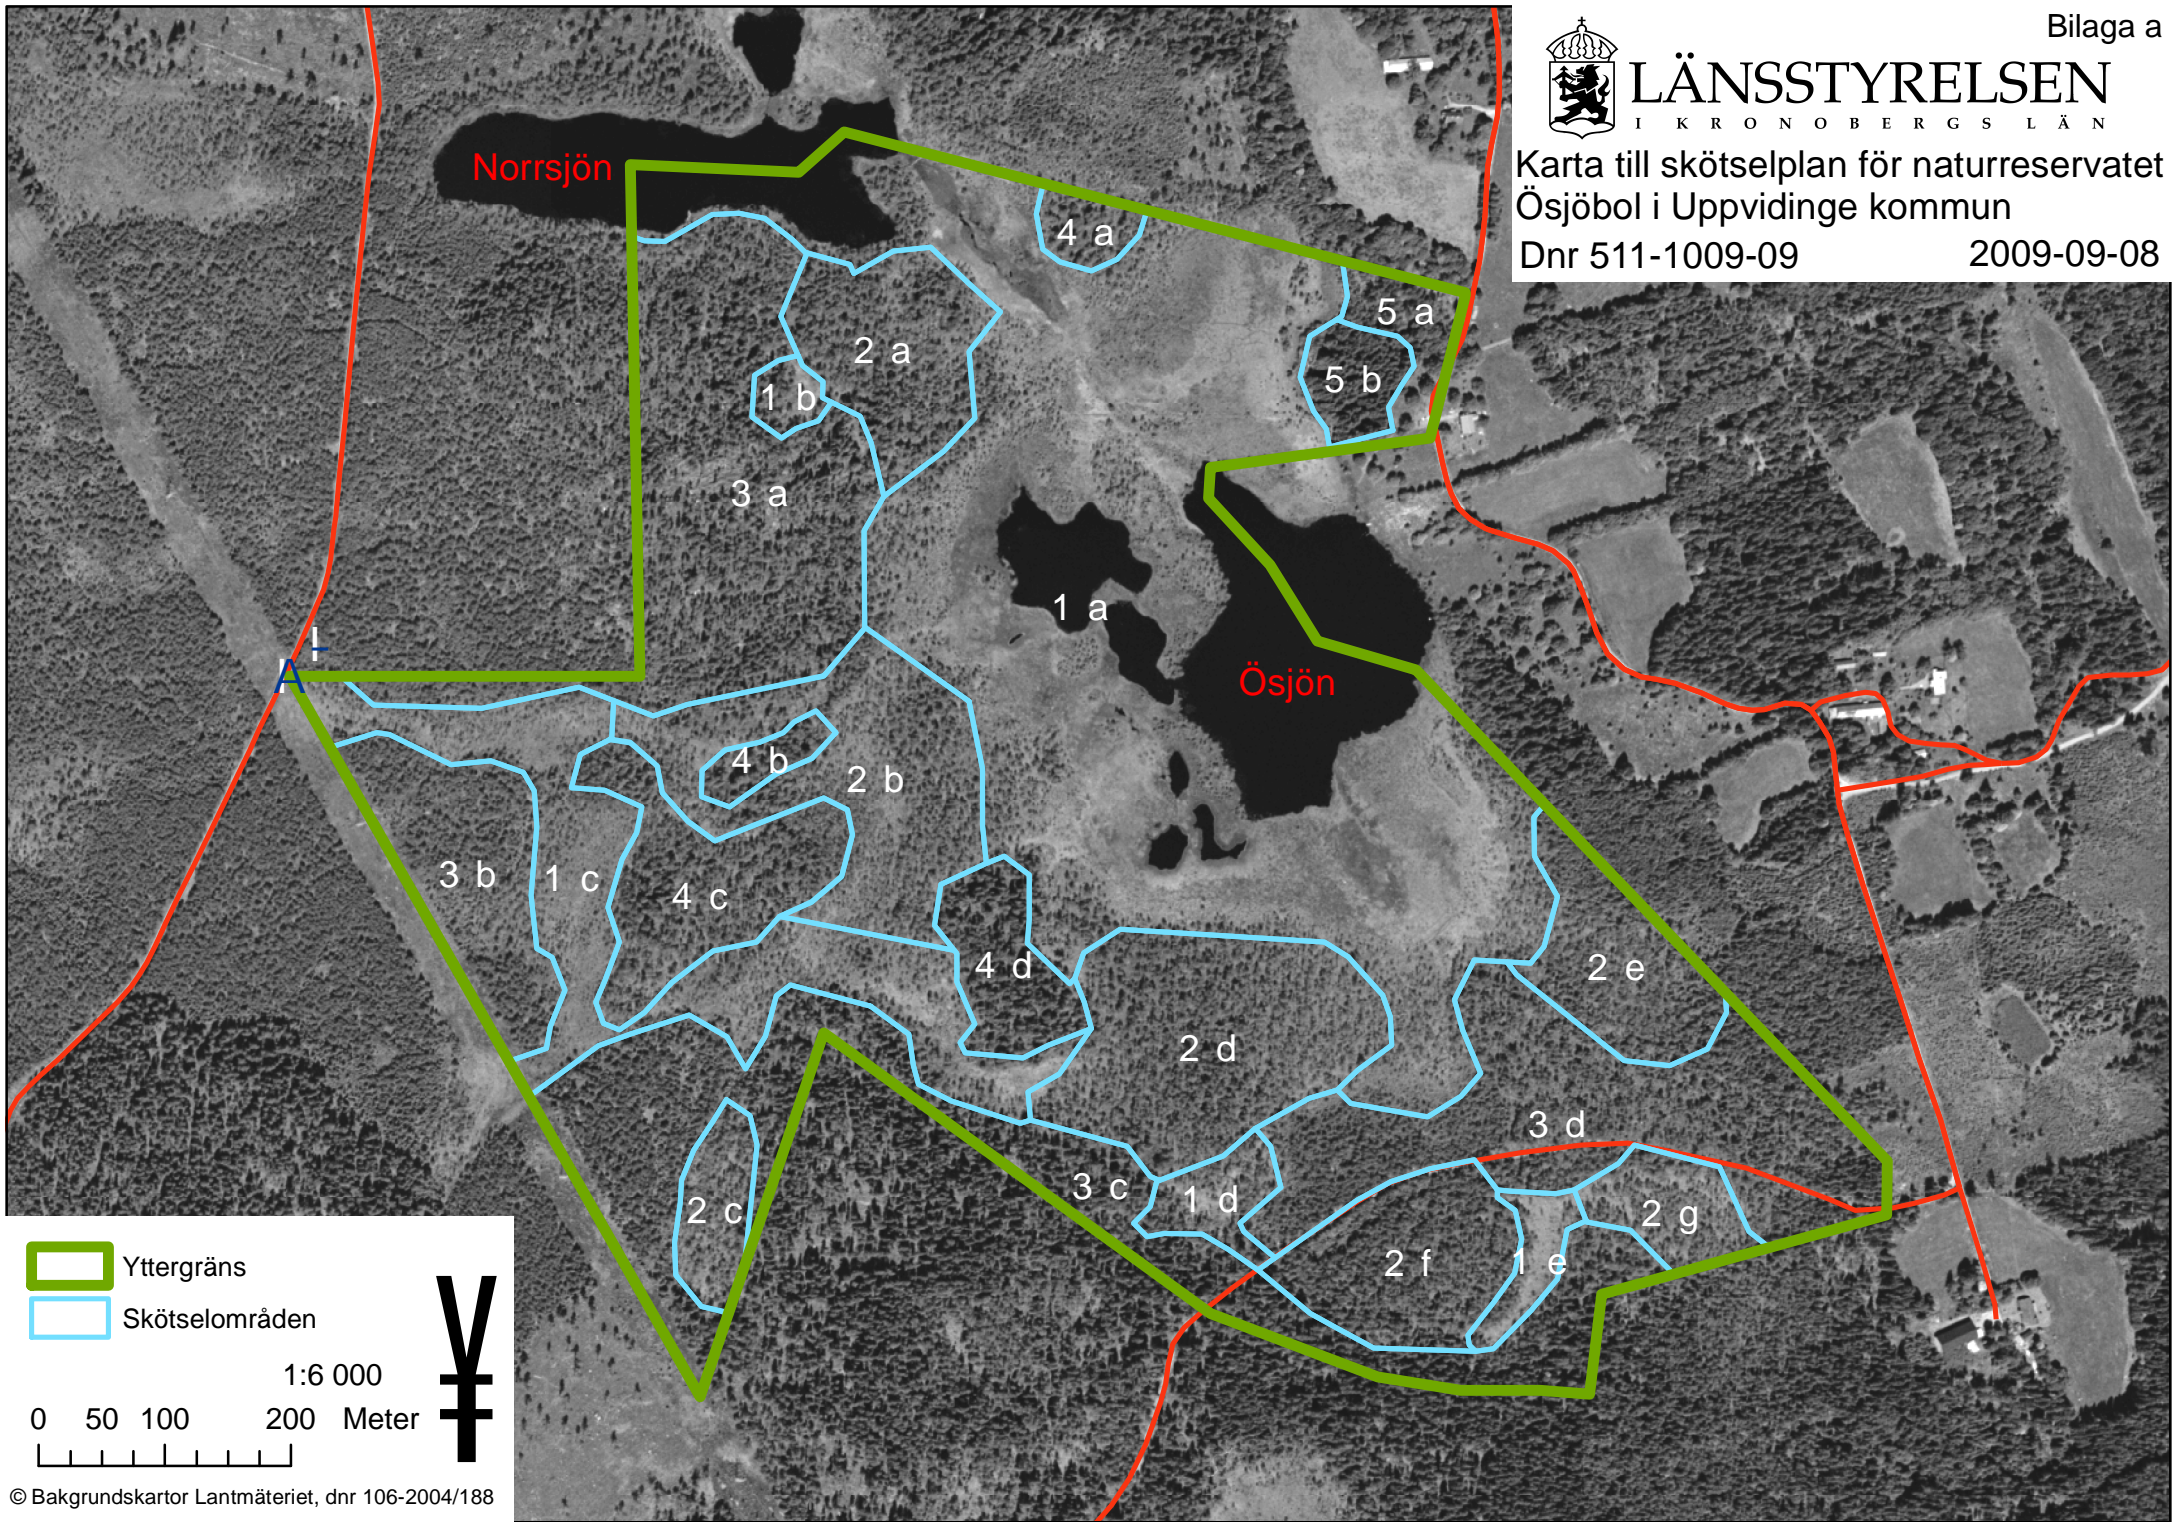 Bilaga a
LÄNSSTYRELSEN
I KRONOBERGS LÄN
Karta till skötselplan för naturreservatet
Ösjöbol i Uppvidinge kommun
Dnr 511-1009-09 2009-09-08
Norrsjön
4 a
5 a
2 a
5 b
1 b
3 a
1 a
A
Ösjön
4 b
2 b
3 b
1 c
4 c
4 d
2 e
2 d
3 d
3 c
1 d
2 c
2 g
2 f
1 e
Yttergräns
Skötselområden
1:6 000
0 50 100 200 Meter
© Bakgrundskartor Lantmäteriet, dnr 106-2004/188